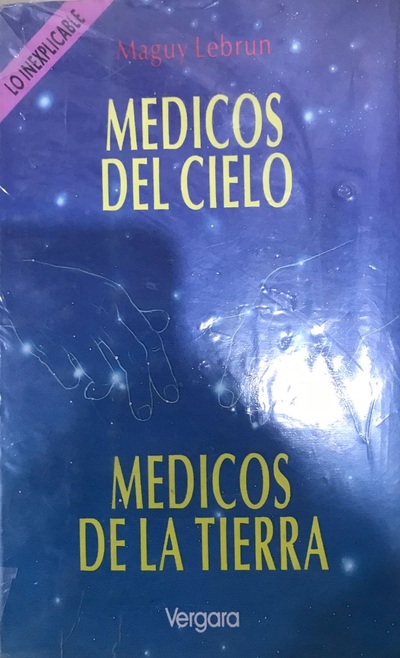 LO INEXPLICABLE
Maguy Lebrun
MEDICOS
DEL CIELO
MEDICOS
DE LA TIERRA
Vergara